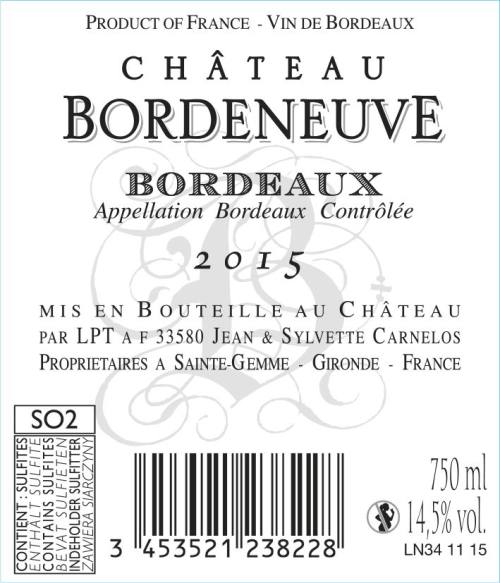 PRODUCT OF FRANCE - VIN DE BORDEAUX
CHÂTEAU
BORDENEUVE
BORDEAUX
Appellation Bordeaux Contrôlée
2015
MIS EN BOUTEILLE AU CHÂTEAU
PAR LPT A F 33580 JEAN & SYLVETTE CARNELOS
PROPRIETAIRES A SAINTE-GEMME - GIRONDE - FRANCE
SO2
CONTIENT : SULFITES
ENTHÄLT SULFITE
CONTAINS SULFITES
BEVAT SULFIETEN
INDEHOLDER SULFITTER
ZAWIERA SIARCZYNY
3 453521 238228
750 ml
14,5% vol.
LN34 11 15